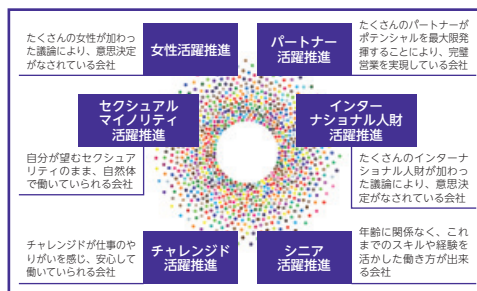 たくさんの女性が加わっ
た議論により、意思決定
がなされている会社
女性活躍推進
パートナー
活躍推進
たくさんのパートナーが
ポテンシャルを最大限発
揮することにより、完璧
営業を実現している会社
セクシュアル
マイノリティ
活躍推進
自分が望むセクシュア
リティのまま、自然体
で働いていられる会社
インター
ナショナル人財
活躍推進
たくさんのインターナ
ショナル人財が加わっ
た議論により、意思決
定がなされている会社
チャレンジドが仕事のや
りがいを感じ、安心して
働いていられる会社
チャレンジド
活躍推進
シニア
活躍推進
年齢に関係なく、これ
までのスキルや経験を
活かした働き方が出来
る会社